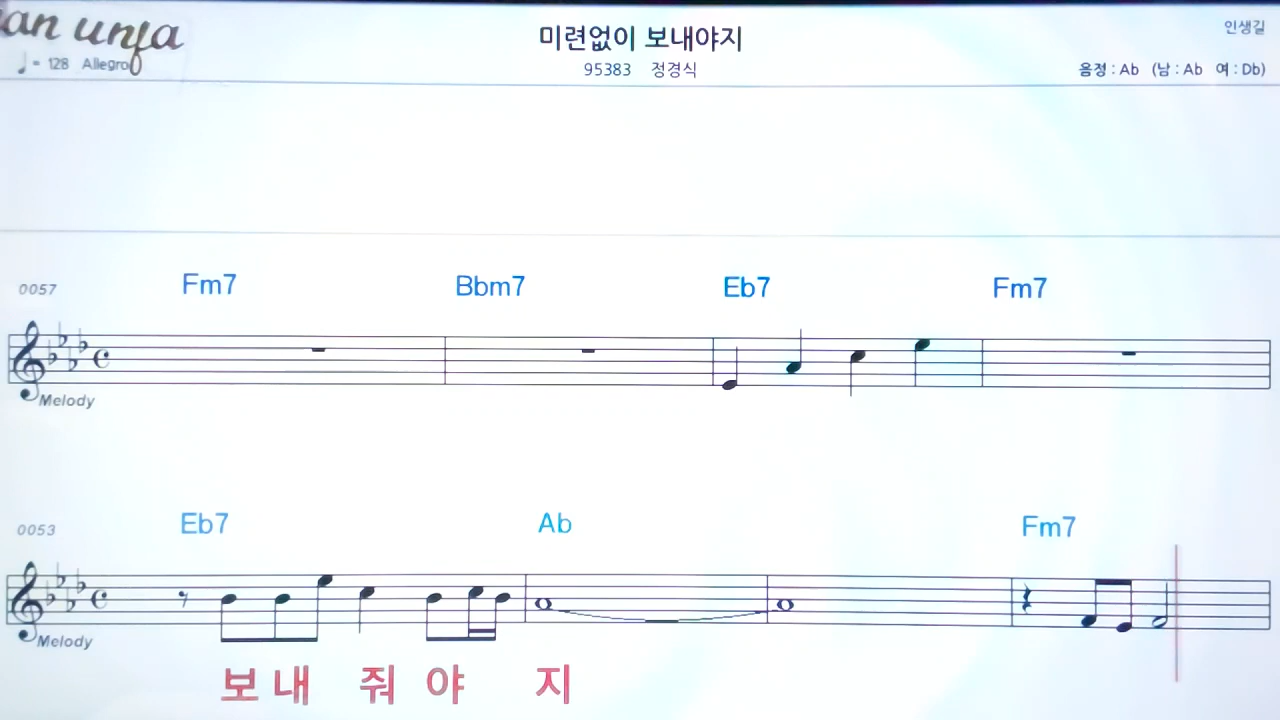 an unfa
미련없이 보내야지
인생길
♩= 128 Allegro
95383 정경식
음정 : Ab (남 : Ab 여 : Db)
0057
Fm7 Bbm7 Eb7 Fm7
Melody
0053
Eb7 Ab Fm7
Melody
보 내 줘 야 지